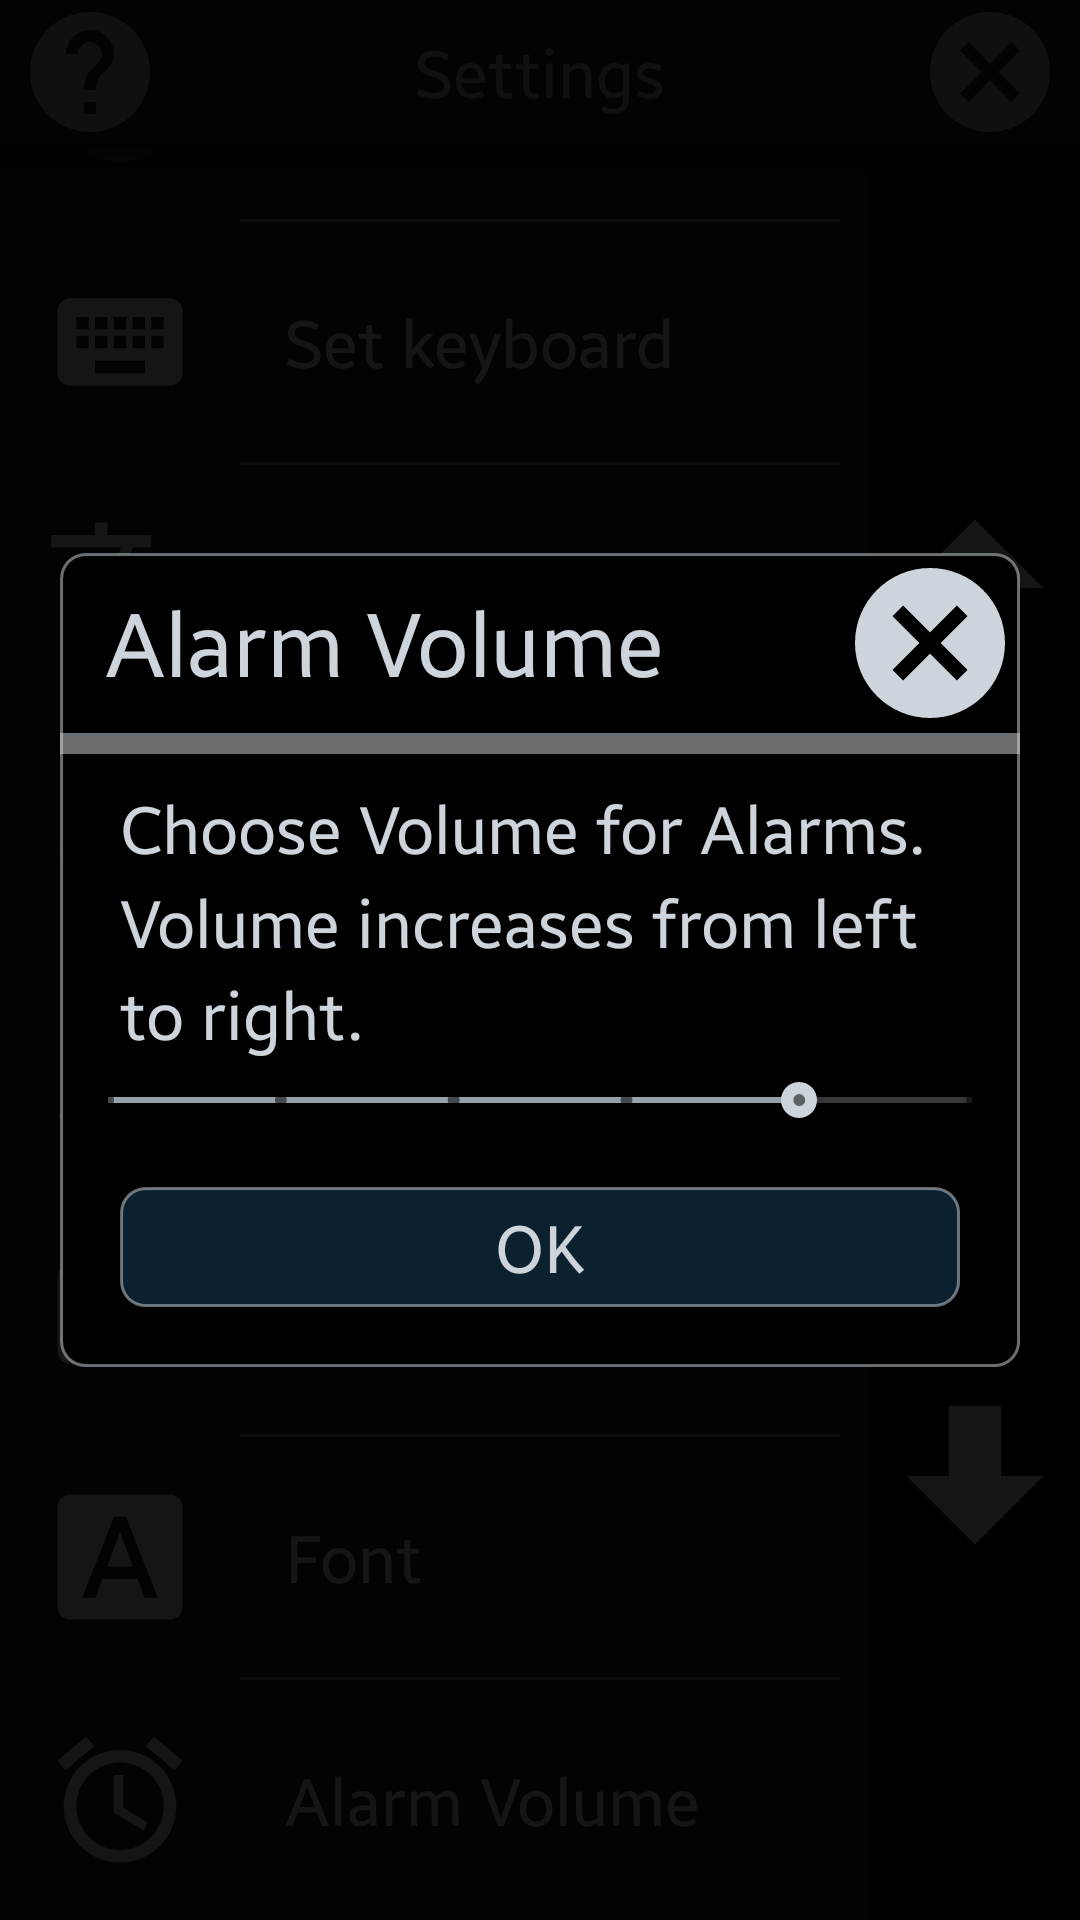 Settings
Set keyboard
Alarm Volume
Choose Volume for Alarms.
Volume increases from left
to right.
OK
Font
Alarm Volume